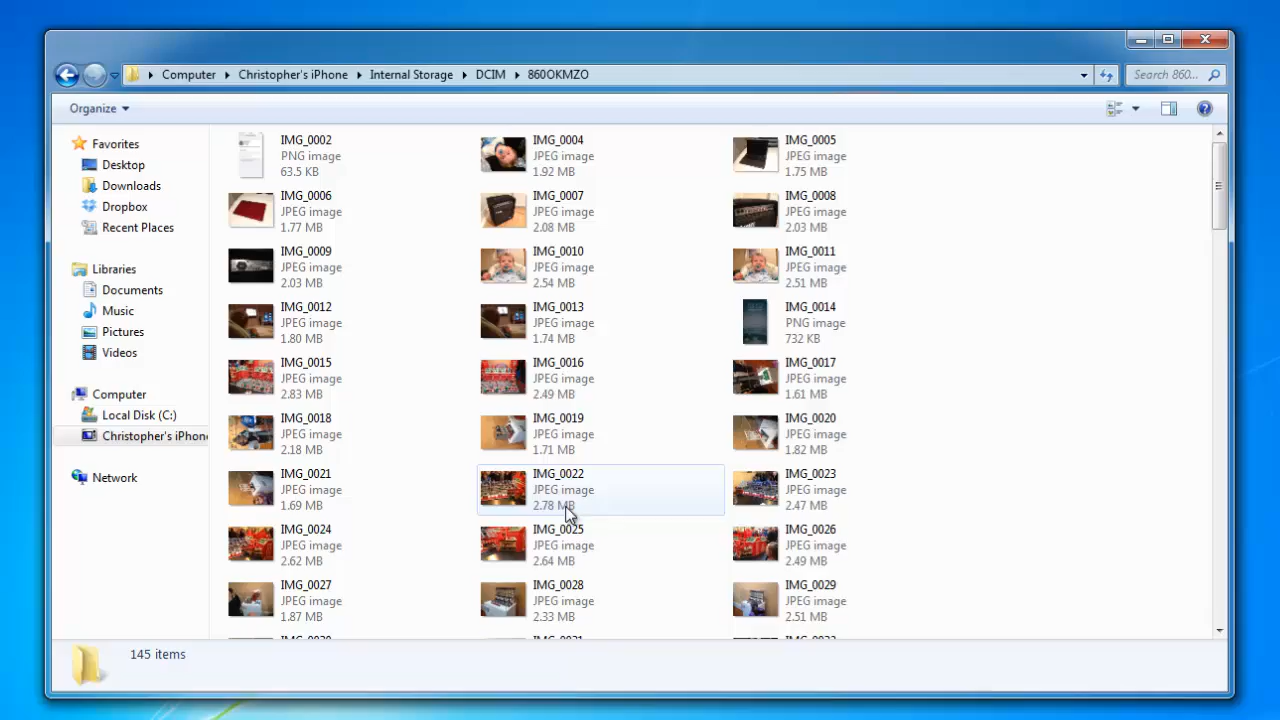 Computer Christopher's iPhone Internal Storage DCIM 860OKMZO Search 860...
Organize
Favorites
Desktop
Downloads
Dropbox
Recent Places
Libraries
Documents
Music
Pictures
Videos
Computer
Local Disk (C:)
Christopher's iPhone
Network
IMG_0002
PNG image
63.5 KB
IMG_0004
JPEG image
1.92 MB
IMG_0005
JPEG image
1.75 MB
IMG_0006
JPEG image
1.77 MB
IMG_0007
JPEG image
2.08 MB
IMG_0008
JPEG image
2.03 MB
IMG_0009
JPEG image
2.03 MB
IMG_0010
JPEG image
2.54 MB
IMG_0011
JPEG image
2.51 MB
IMG_0012
JPEG image
1.80 MB
IMG_0013
JPEG image
1.74 MB
IMG_0014
PNG image
732 KB
IMG_0015
JPEG image
2.83 MB
IMG_0016
JPEG image
2.49 MB
IMG_0017
JPEG image
1.61 MB
IMG_0018
JPEG image
2.18 MB
IMG_0019
JPEG image
1.71 MB
IMG_0020
JPEG image
1.82 MB
IMG_0021
JPEG image
1.69 MB
IMG_0022
JPEG image
2.78 MB
IMG_0023
JPEG image
2.47 MB
IMG_0024
JPEG image
2.62 MB
IMG_0025
JPEG image
2.64 MB
IMG_0026
JPEG image
2.49 MB
IMG_0027
JPEG image
1.87 MB
IMG_0028
JPEG image
2.33 MB
IMG_0029
JPEG image
2.51 MB
145 items